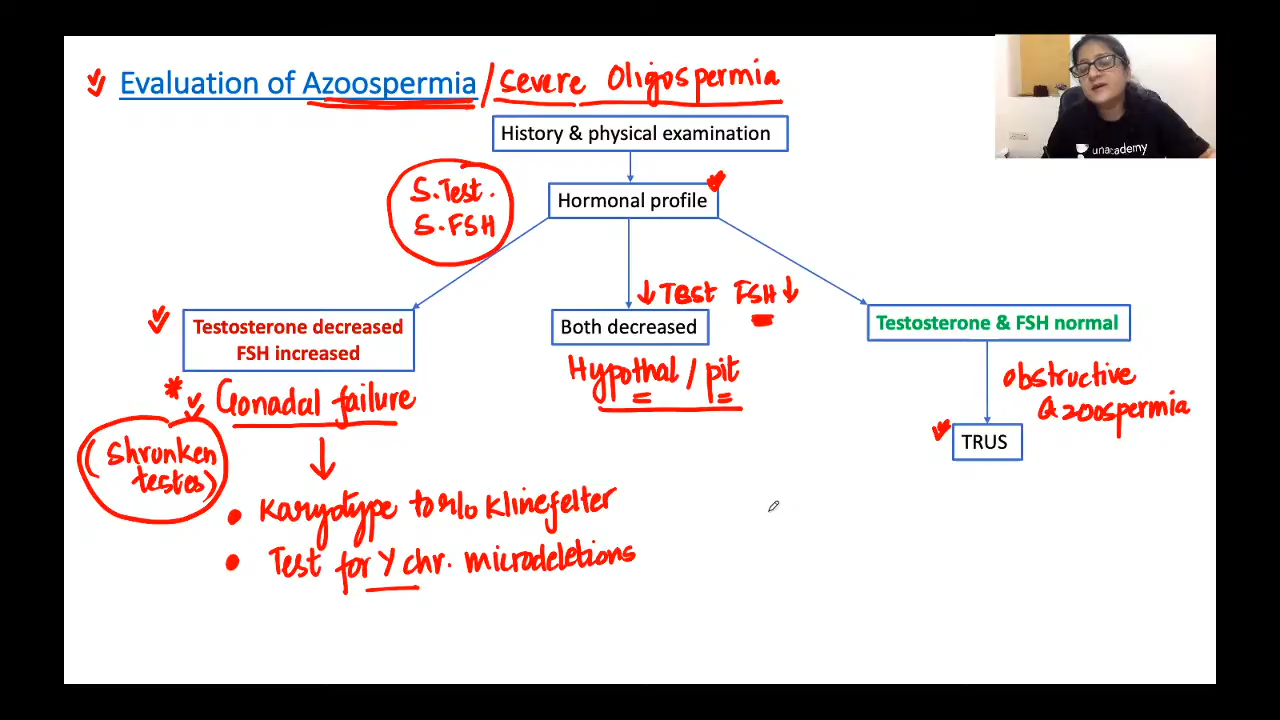 Evaluation of Azoospermia / Severe Oligospermia
History & physical examination
unacademy
S. Test.
S. FSH
Hormonal profile
↓ Test FSH ↓
Testosterone decreased
FSH increased
Both decreased
Testosterone & FSH normal
* Gonadal failure
Hypothal / pit
Obstructive
Azoospermia
(Shrunken
testes)
TRUS
• Karyotype to r/o Klinefelter
• Test for Y chr. microdeletions